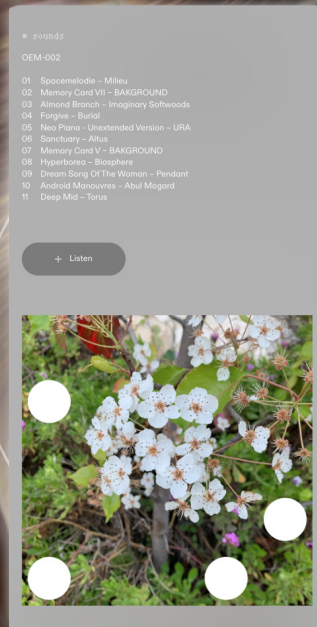 ≡ sounds
OEM-002
01 Spacemelodie – Milieu
02 Memory Card VII – BAKGROUND
03 Almond Branch – Imaginary Softwoods
04 Forgive – Burial
05 Neo Piano - Unextended Version – URA
06 Sanctuary – Altus
07 Memory Card V – BAKGROUND
08 Hyperborea – Biosphere
09 Dream Song Of The Woman – Pendant
10 Android Manouvres – Abul Mogard
11 Deep Mid – Torus
+ Listen